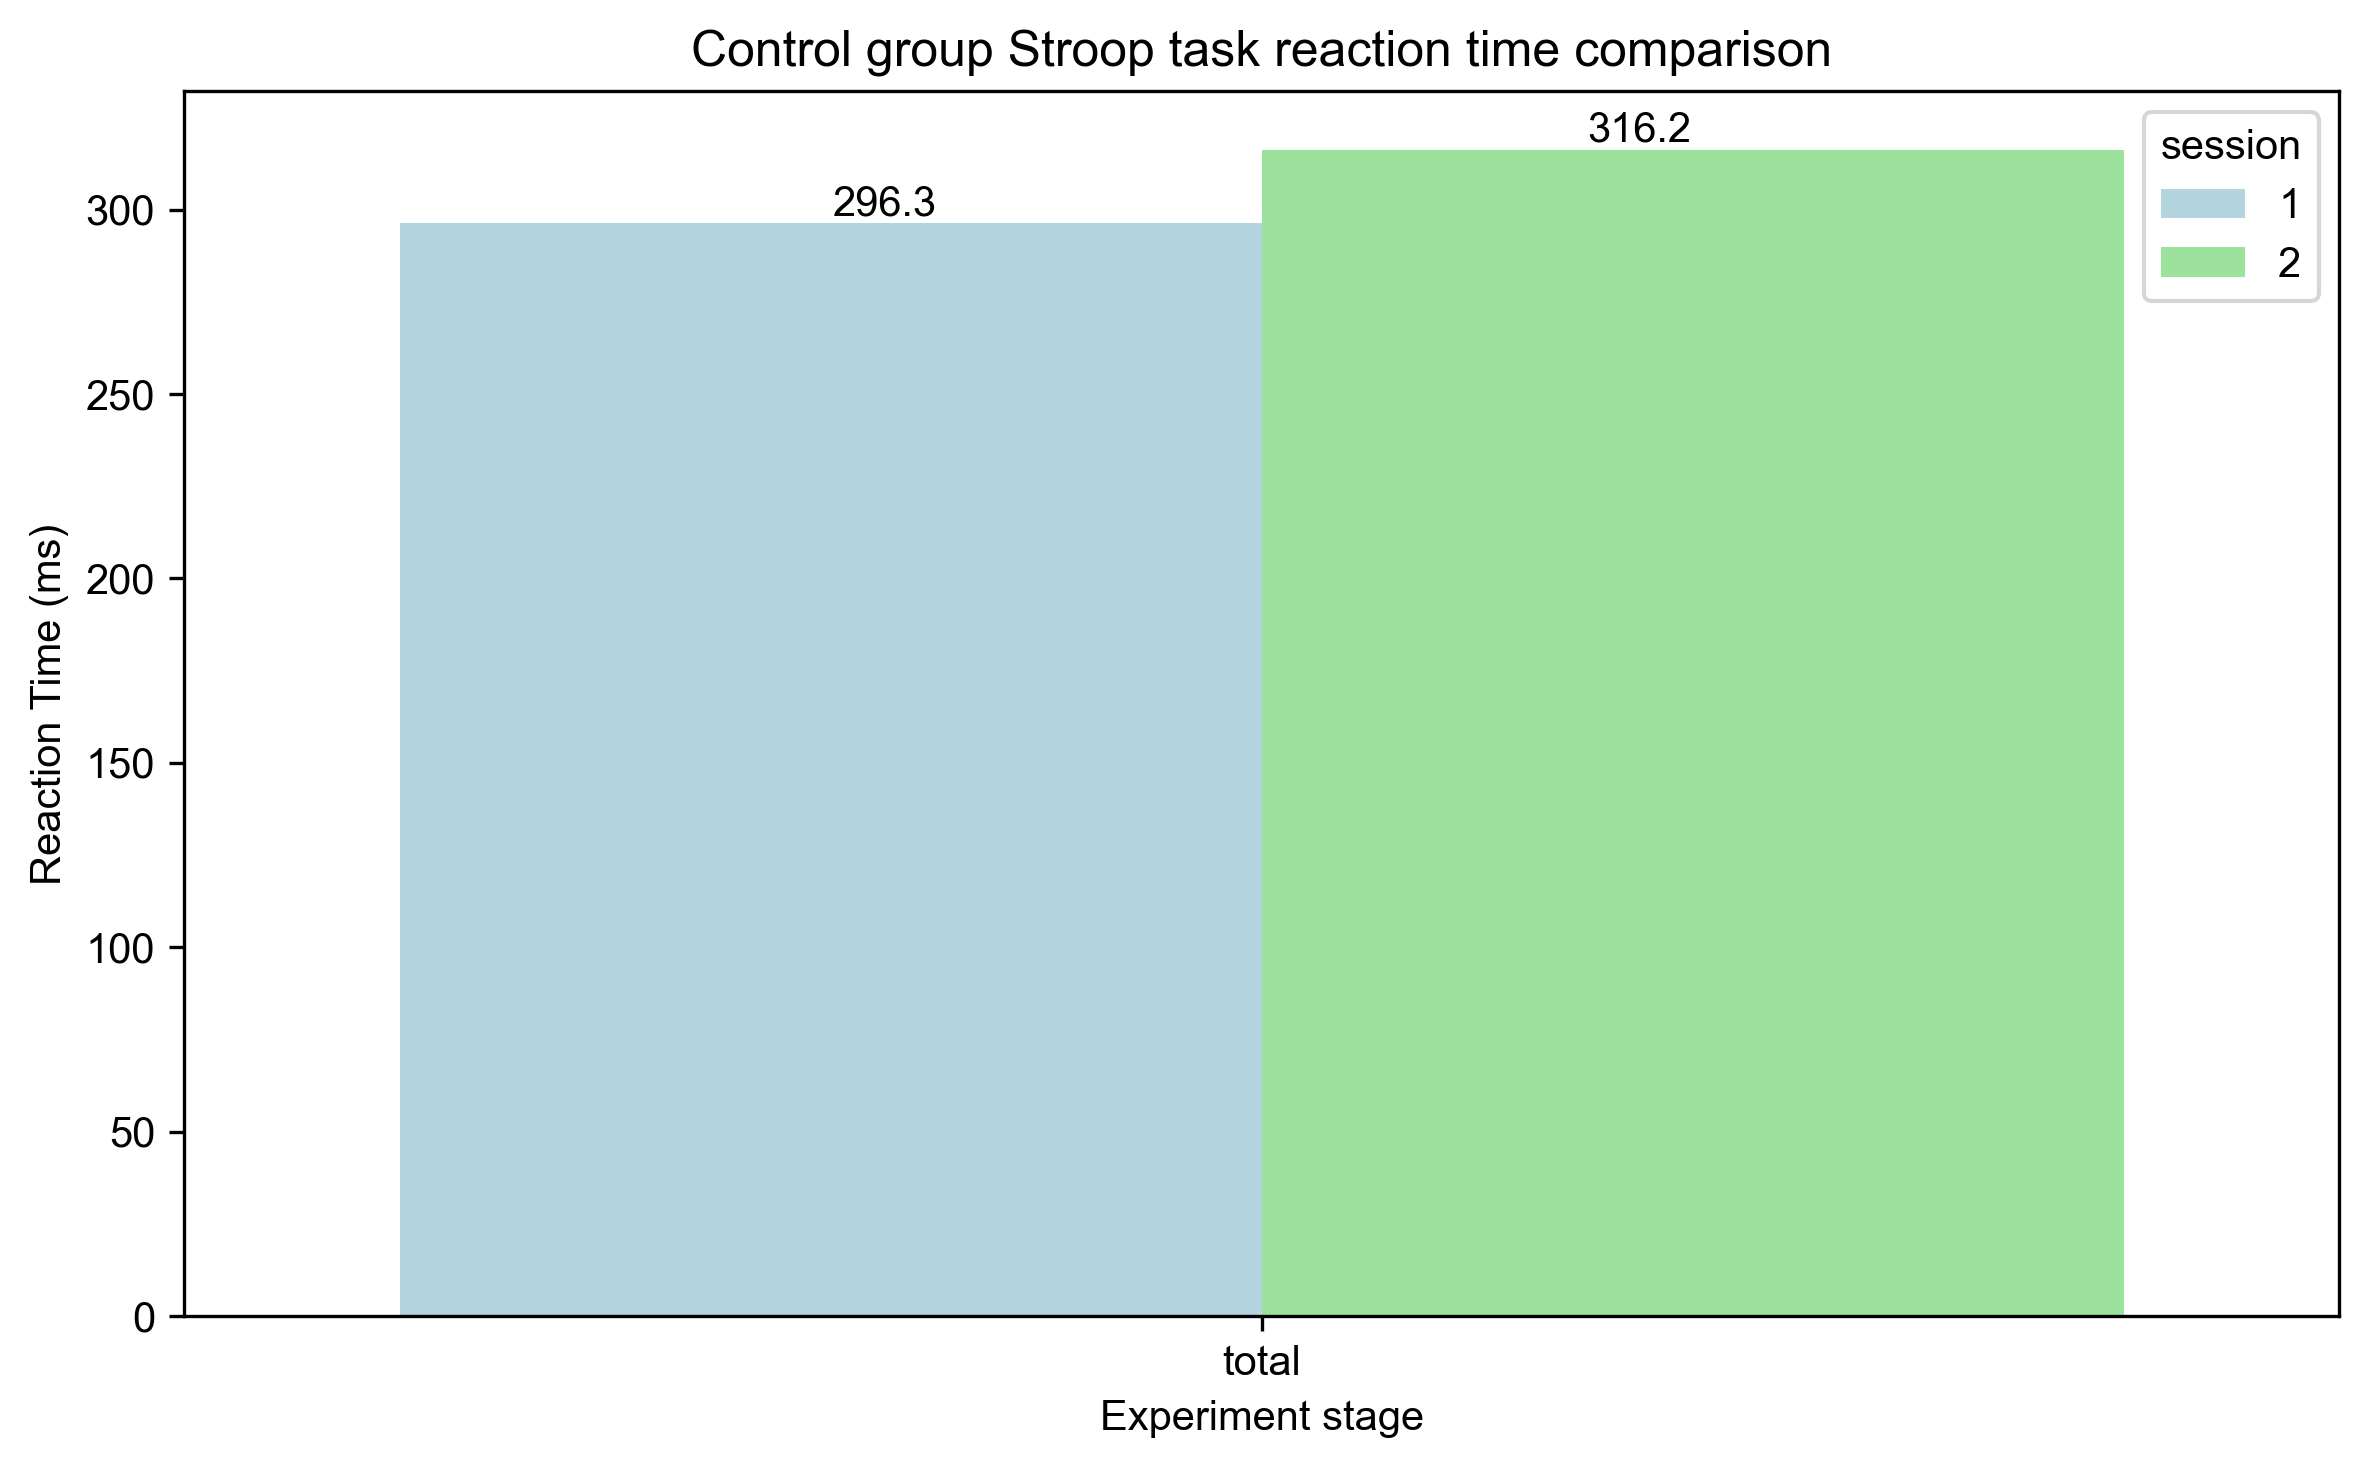 Control group Stroop task reaction time comparison
316.2
296.3
session
1
2
300
250
200
150
100
50
0
Reaction Time (ms)
total
Experiment stage